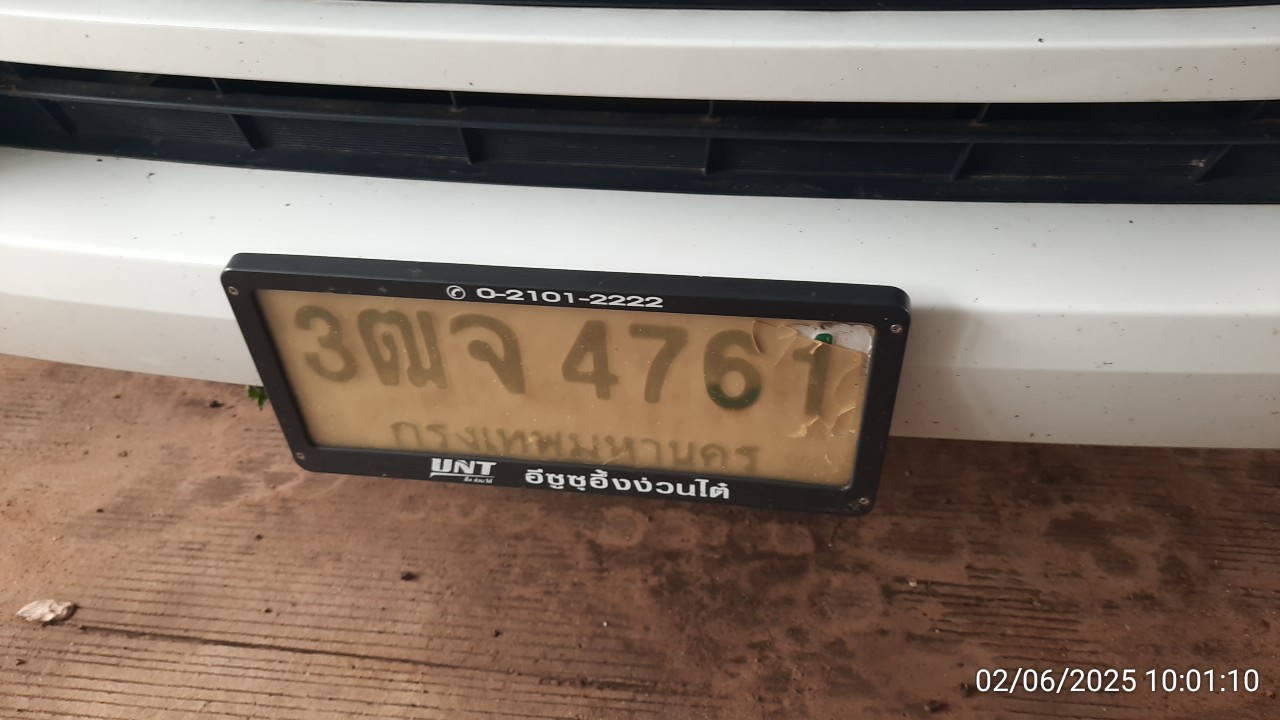 0-2101-2222
3ฒจ 4761
กรุงเทพมหานคร
UNT
อีซูซุอึ้งง่วนไต๋
02/06/2025 10:01:10